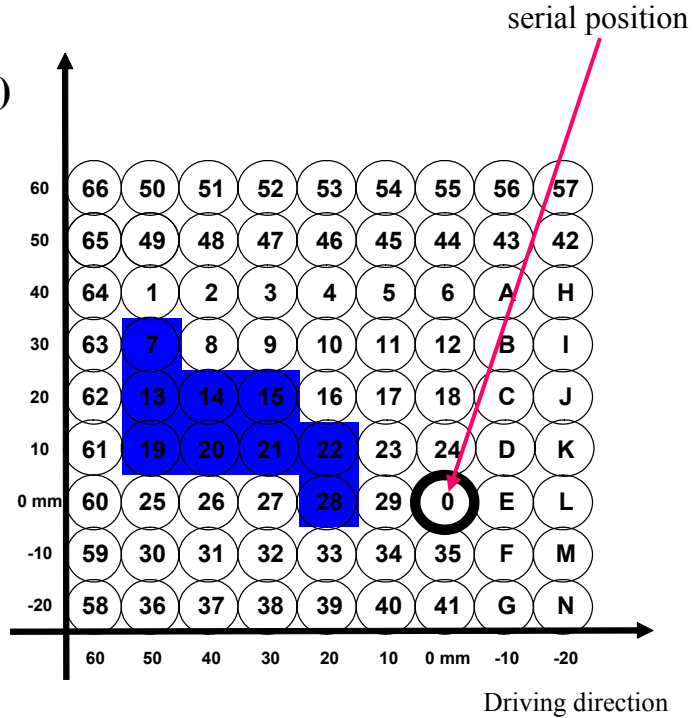 serial position
)
60 66 50 51 52 53 54 55 56 57
50 65 49 48 47 46 45 44 43 42
40 64 1 2 3 4 5 6 A H
30 63 7 8 9 10 11 12 B I
20 62 13 14 15 16 17 18 C J
10 61 19 20 21 22 23 24 D K
0 mm 60 25 26 27 28 29 0 E L
-10 59 30 31 32 33 34 35 F M
-20 58 36 37 38 39 40 41 G N
60 50 40 30 20 10 0 mm -10 -20
Driving direction